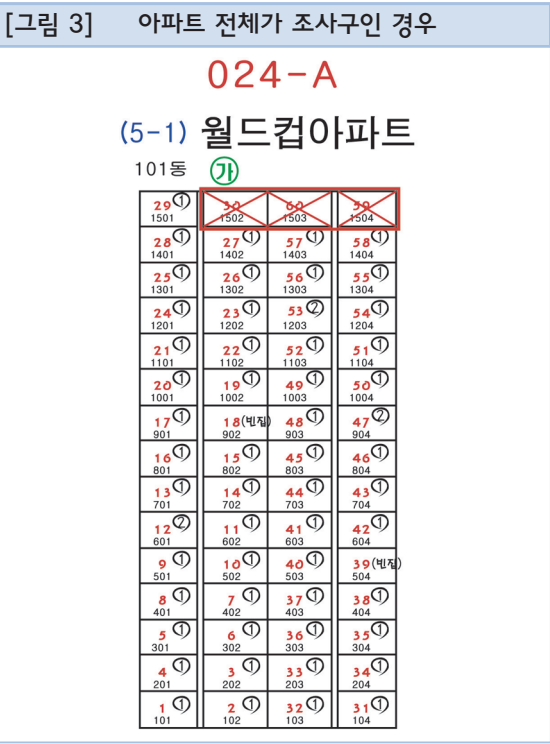 [그림 3] 아파트 전체가 조사구인 경우
024-A
(5-1) 월드컵아파트
101동 가
29 ① 30 60 59
1501 1502 1503 1504
28 ① 27 ① 57 ① 58 ①
1401 1402 1403 1404
25 ① 26 ① 56 ① 55 ①
1301 1302 1303 1304
24 ① 23 ① 53 ② 54 ①
1201 1202 1203 1204
21 ① 22 ① 52 ① 51 ①
1101 1102 1103 1104
20 ① 19 ① 49 ① 50 ①
1001 1002 1003 1004
17 ① 18(빈집) 48 ① 47 ②
901 902 903 904
16 ① 15 ① 45 ① 46 ①
801 802 803 804
13 ① 14 ① 44 ① 43 ①
701 702 703 704
12 ② 11 ① 41 ① 42 ①
601 602 603 604
9 ① 10 ① 40 ① 39(빈집)
501 502 503 504
8 ① 7 ① 37 ① 38 ①
401 402 403 404
5 ① 6 ① 36 ① 35 ①
301 302 303 304
4 ① 3 ① 33 ① 34 ①
201 202 203 204
1 ① 2 ① 32 ① 31 ①
101 102 103 104